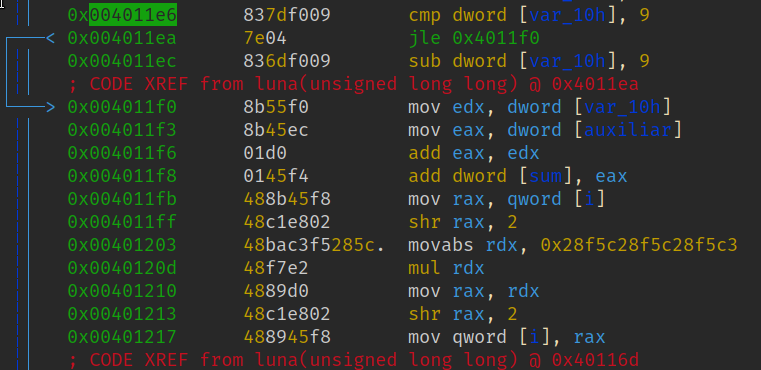 0x004011e6 837df009 cmp dword [var_10h], 9
< 0x004011ea 7e04 jle 0x4011f0
0x004011ec 836df009 sub dword [var_10h], 9
; CODE XREF from luna(unsigned long long) @ 0x4011ea
> 0x004011f0 8b55f0 mov edx, dword [var_10h]
0x004011f3 8b45ec mov eax, dword [auxiliar]
0x004011f6 01d0 add eax, edx
0x004011f8 0145f4 add dword [sum], eax
0x004011fb 488b45f8 mov rax, qword [i]
0x004011ff 48c1e802 shr rax, 2
0x00401203 48bac3f5285c. movabs rdx, 0x28f5c28f5c28f5c3
0x0040120d 48f7e2 mul rdx
0x00401210 4889d0 mov rax, rdx
0x00401213 48c1e802 shr rax, 2
0x00401217 488945f8 mov qword [i], rax
; CODE XREF from luna(unsigned long long) @ 0x40116d